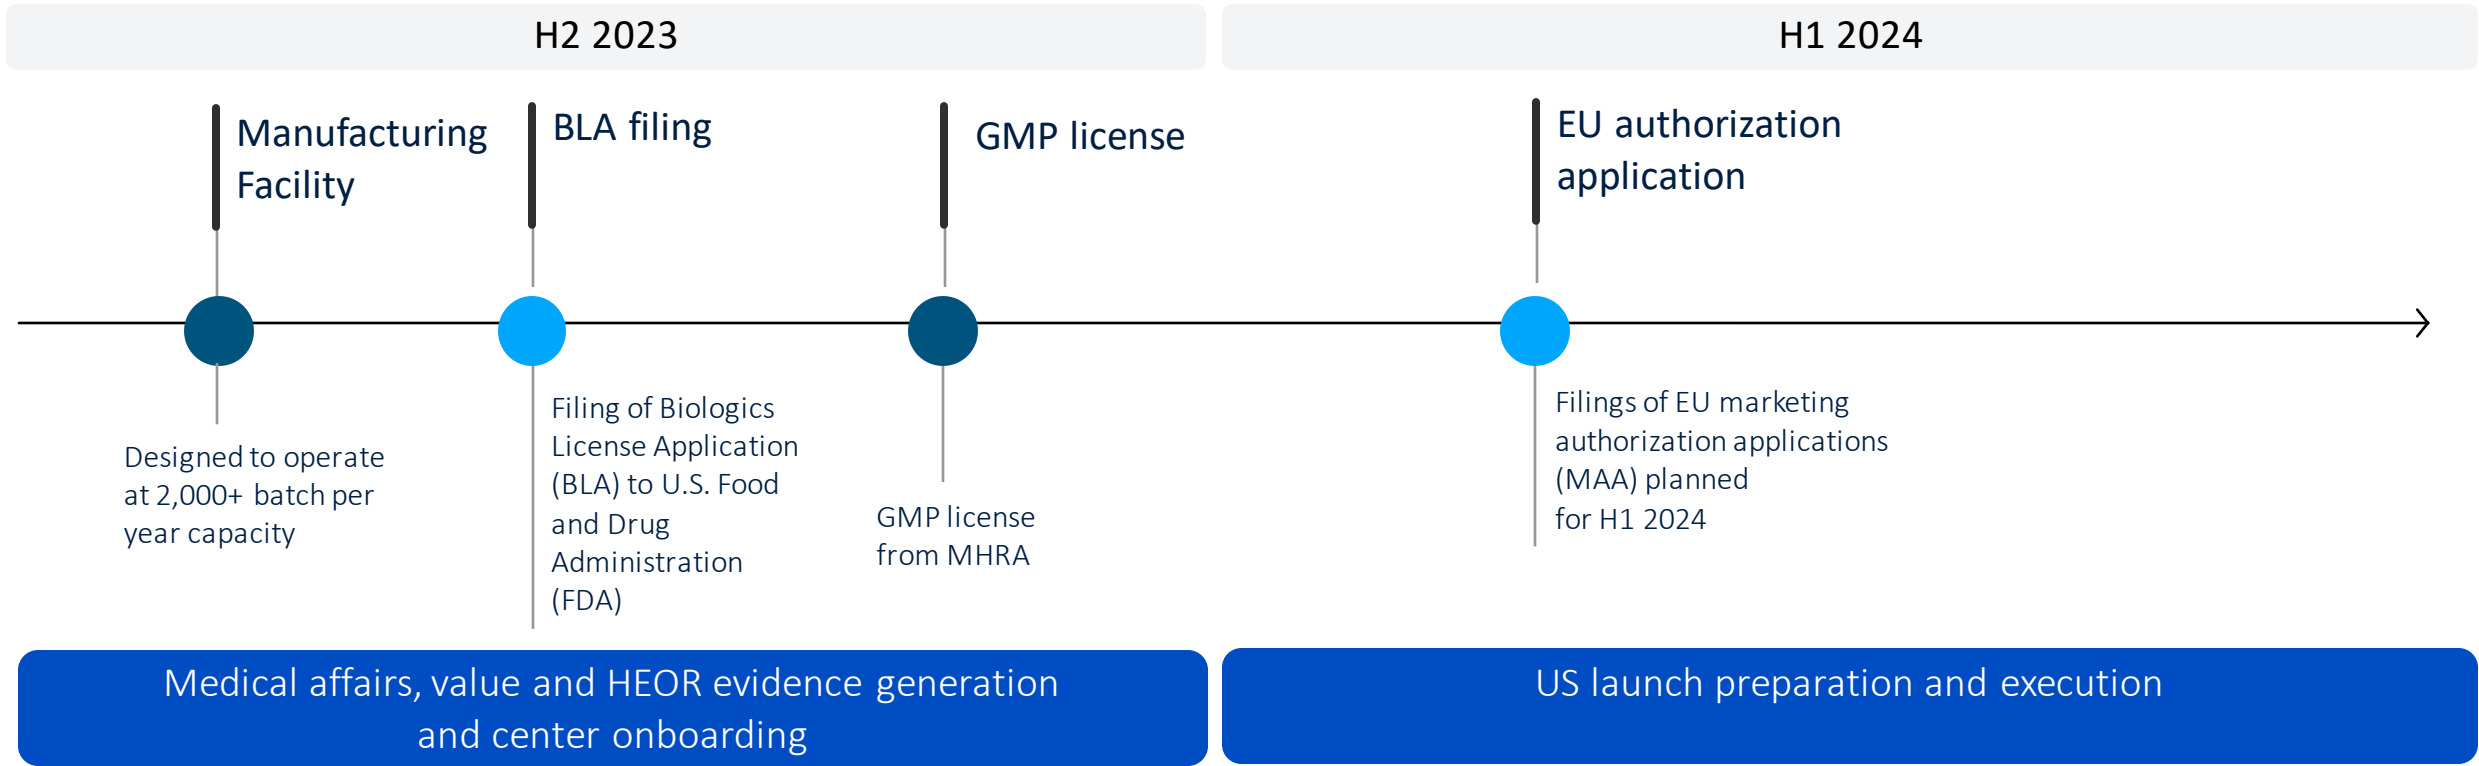 H2 2023
H1 2024
Manufacturing
Facility
BLA filing
GMP license
EU authorization
application
Designed to operate
at 2,000+ batch per
year capacity
Filing of Biologics
License Application
(BLA) to U.S. Food
and Drug
Administration
(FDA)
GMP license
from MHRA
Filings of EU marketing
authorization applications
(MAA) planned
for H1 2024
Medical affairs, value and HEOR evidence generation
and center onboarding
US launch preparation and execution